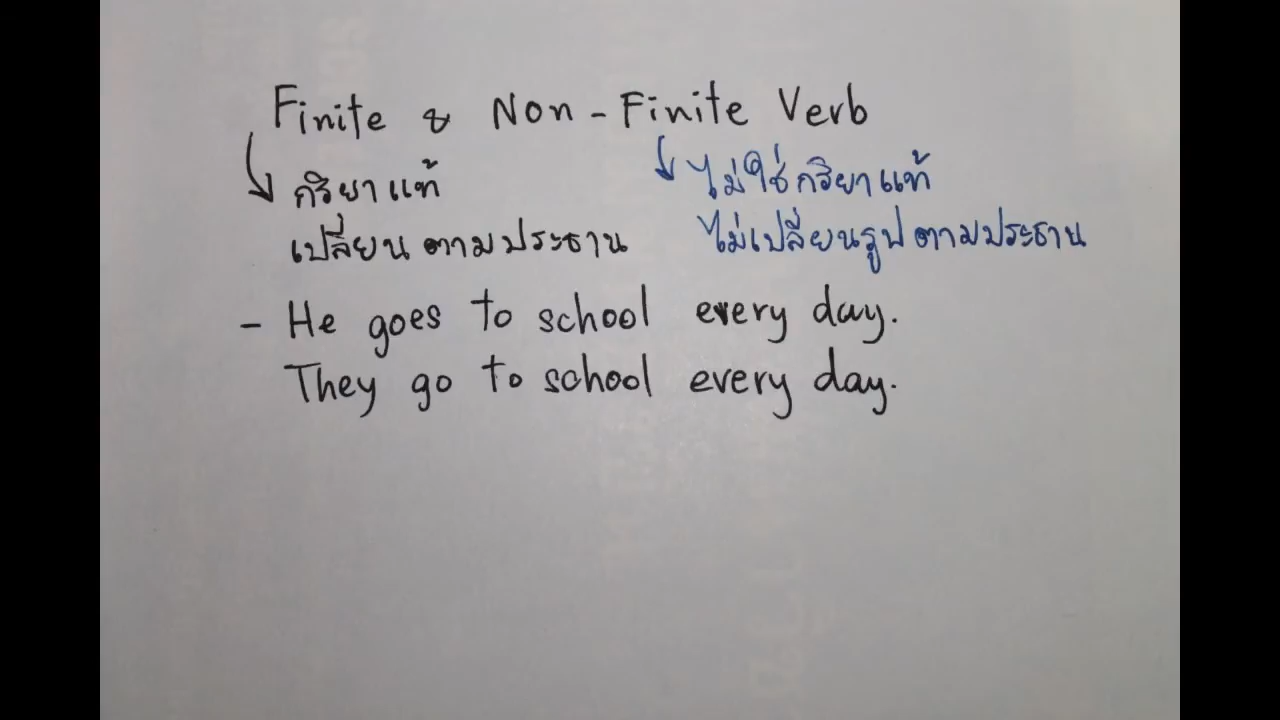 Finite & Non-Finite Verb
กริยาแท้ ไม่ใช่กริยาแท้
เปลี่ยนตามประธาน ไม่เปลี่ยนรูปตามประธาน
- He goes to school every day.
They go to school every day.